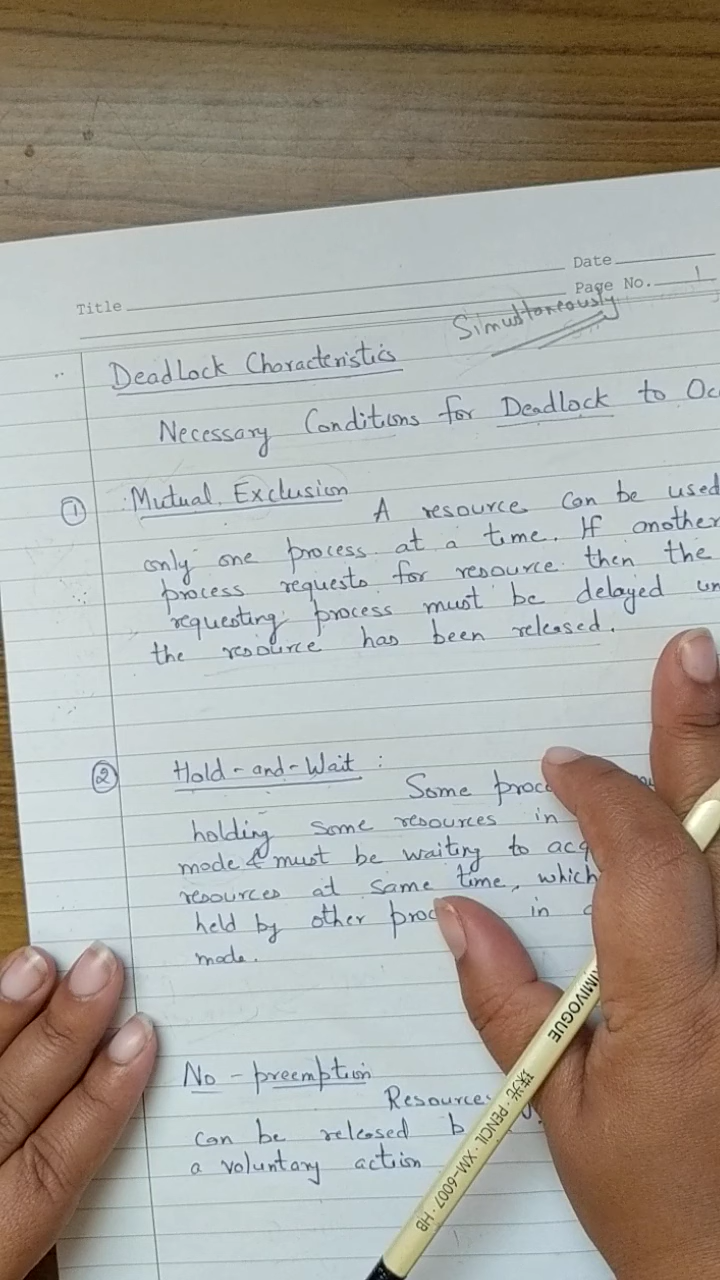 Date
Title
Page No. 1
Simultaneously
DeadLock Characteristics
Necessary Conditions for Deadlock to Oc
① Mutual Exclusion
A resource can be used
only one process at a time. If another
process requests for resource then the
requesting process must be delayed un
the resource has been released.
② Hold-and-Wait :
Some proc
holding some resources in
mode & must be waiting to acq
resources at same time, which
held by other proc in
mode.
No-preemption
Resources
can be released b
a voluntary action
KIMIVOGUE
PENCIL·XM-6007·HB